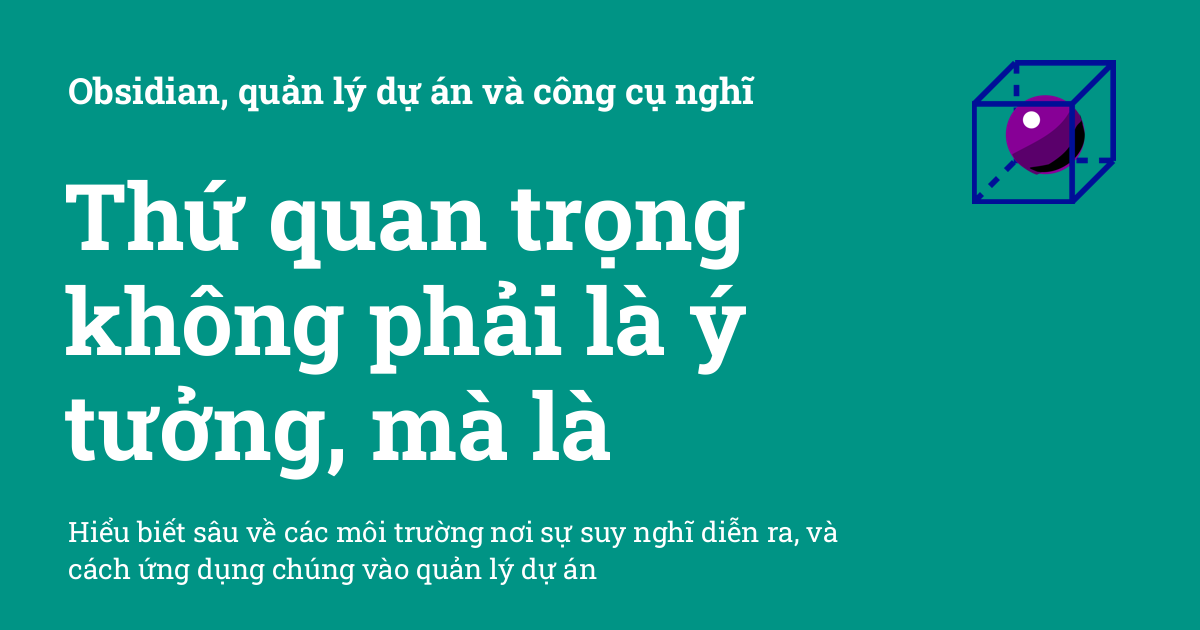 Obsidian, quản lý dự án và công cụ nghĩ
Thứ quan trọng
không phải là ý
tưởng, mà là
Hiểu biết sâu về các môi trường nơi sự suy nghĩ diễn ra, và
cách ứng dụng chúng vào quản lý dự án